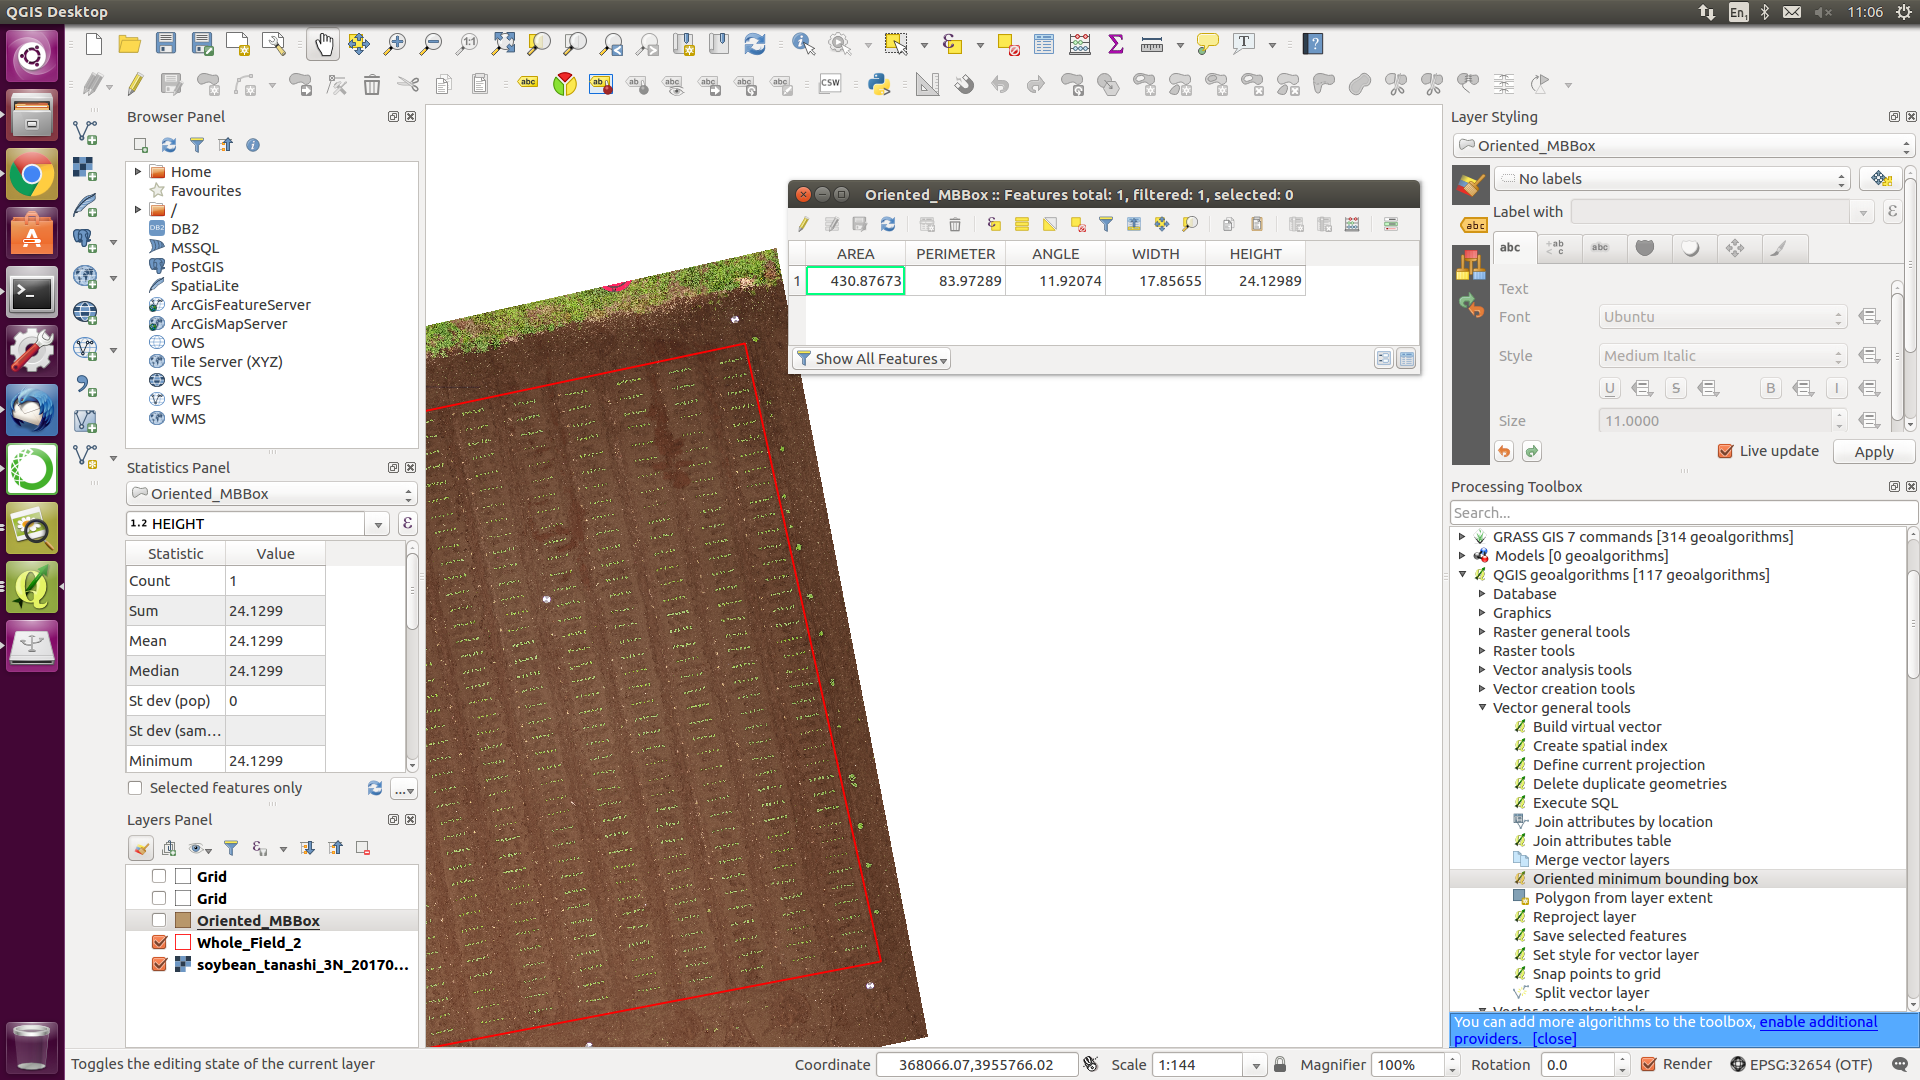 QGIS Desktop
En1
11:06
Browser Panel
Home
Favourites
/
DB2
MSSQL
PostGIS
SpatiaLite
ArcGisFeatureServer
ArcGisMapServer
OWS
Tile Server (XYZ)
WCS
WFS
WMS
Statistics Panel
Oriented_MBBox
1.2 HEIGHT
Statistic Value
Count 1
Sum 24.1299
Mean 24.1299
Median 24.1299
St dev (pop) 0
St dev (sam...
Minimum 24.1299
Selected features only
...
Layers Panel
Grid
Grid
Oriented_MBBox
Whole_Field_2
soybean_tanashi_3N_20170...
Oriented_MBBox :: Features total: 1, filtered: 1, selected: 0
AREA PERIMETER ANGLE WIDTH HEIGHT
1 430.87673 83.97289 11.92074 17.85655 24.12989
Show All Features
Layer Styling
Oriented_MBBox
No labels
Label with
abc
Text
Font Ubuntu
Style Medium Italic
U S B I
Size 11.0000
Live update Apply
Processing Toolbox
Search...
GRASS GIS 7 commands [314 geoalgorithms]
Models [0 geoalgorithms]
QGIS geoalgorithms [117 geoalgorithms]
Database
Graphics
Raster general tools
Raster tools
Vector analysis tools
Vector creation tools
Vector general tools
Build virtual vector
Create spatial index
Define current projection
Delete duplicate geometries
Execute SQL
Join attributes by location
Join attributes table
Merge vector layers
Oriented minimum bounding box
Polygon from layer extent
Reproject layer
Save selected features
Set style for vector layer
Snap points to grid
Split vector layer
Vector geometry tools
You can add more algorithms to the toolbox, enable additional
providers. [close]
Toggles the editing state of the current layer
Coordinate 368066.07,3955766.02 Scale 1:144 Magnifier 100% Rotation 0.0 Render EPSG:32654 (OTF)